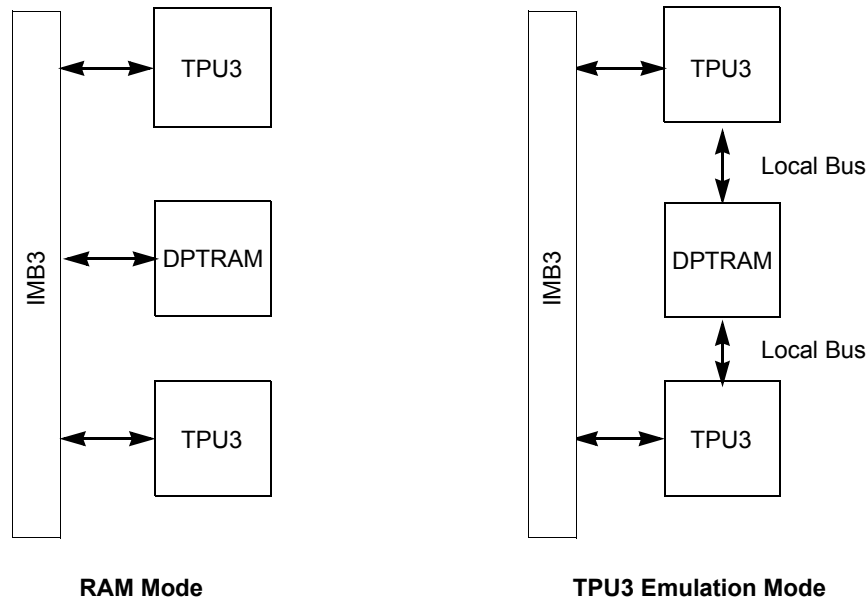 TPU3
IMB3
DPTRAM
TPU3
RAM Mode
TPU3
Local Bus
IMB3
DPTRAM
Local Bus
TPU3
TPU3 Emulation Mode